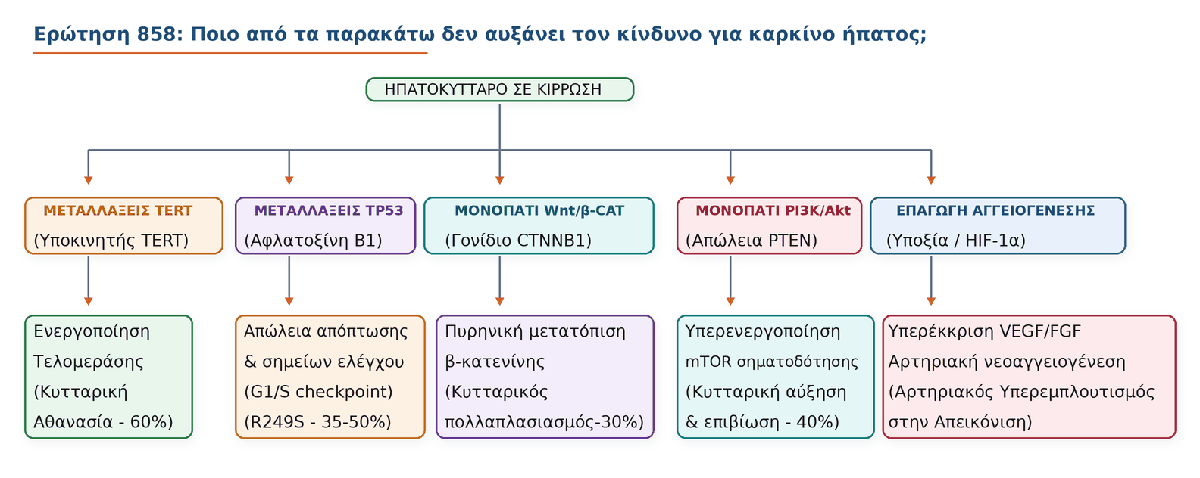 Ερώτηση 858: Ποιο από τα παρακάτω δεν αυξάνει τον κίνδυνο για καρκίνο ήπατος;
ΗΠΑΤΟΚΥΤΤΑΡΟ ΣΕ ΚΙΡΡΩΣΗ
ΜΕΤΑΛΛΑΞΕΙΣ TERT
(Υποκινητής TERT)
ΜΕΤΑΛΛΑΞΕΙΣ TP53
(Αφλατοξίνη B1)
ΜΟΝΟΠΑΤΙ Wnt/β-CAT
(Γονίδιο CTNNB1)
ΜΟΝΟΠΑΤΙ PI3K/Akt
(Απώλεια PTEN)
ΕΠΑΓΩΓΗ ΑΓΓΕΙΟΓΕΝΕΣΗΣ
(Υποξία / HIF-1α)
Ενεργοποίηση
Τελομεράσης
(Κυτταρική
Αθανασία - 60%)
Απώλεια απόπτωσης
& σημείων ελέγχου
(G1/S checkpoint)
(R249S - 35-50%)
Πυρηνική μετατόπιση
β-κατενίνης
(Κυτταρικός
πολλαπλασιασμός-30%)
Υπερενεργοποίηση
mTOR σηματοδότησης
(Κυτταρική αύξηση
& επιβίωση - 40%)
Υπερέκκριση VEGF/FGF
Αρτηριακή νεοαγγειογένεση
(Αρτηριακός Υπερεμπλουτισμός
στην Απεικόνιση)